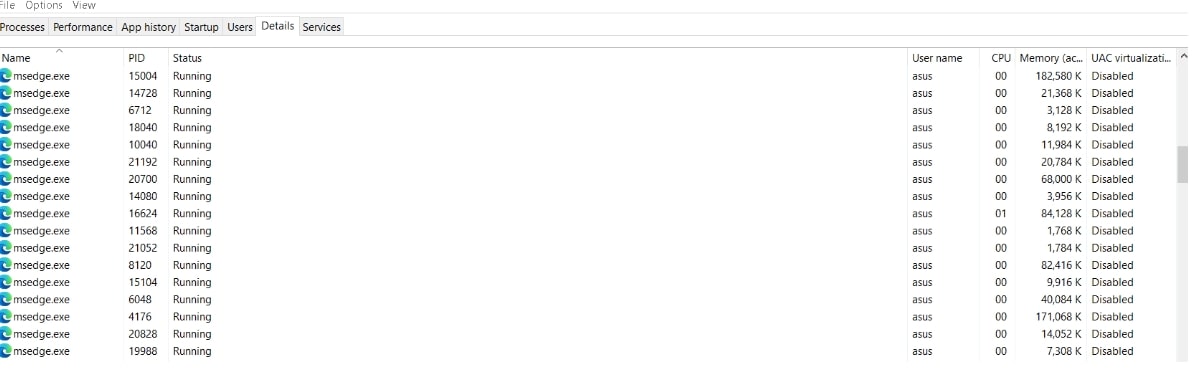 File Options View
Processes Performance App history Startup Users Details Services
Name PID Status User name CPU Memory (ac... UAC virtualizati...
msedge.exe 15004 Running asus 00 182,580 K Disabled
msedge.exe 14728 Running asus 00 21,368 K Disabled
msedge.exe 6712 Running asus 00 3,128 K Disabled
msedge.exe 18040 Running asus 00 8,192 K Disabled
msedge.exe 10040 Running asus 00 11,984 K Disabled
msedge.exe 21192 Running asus 00 20,784 K Disabled
msedge.exe 20700 Running asus 00 68,000 K Disabled
msedge.exe 14080 Running asus 00 3,956 K Disabled
msedge.exe 16624 Running asus 01 84,128 K Disabled
msedge.exe 11568 Running asus 00 1,768 K Disabled
msedge.exe 21052 Running asus 00 1,784 K Disabled
msedge.exe 8120 Running asus 00 82,416 K Disabled
msedge.exe 15104 Running asus 00 9,916 K Disabled
msedge.exe 6048 Running asus 00 40,084 K Disabled
msedge.exe 4176 Running asus 00 171,068 K Disabled
msedge.exe 20828 Running asus 00 14,052 K Disabled
msedge.exe 19988 Running asus 00 7,308 K Disabled